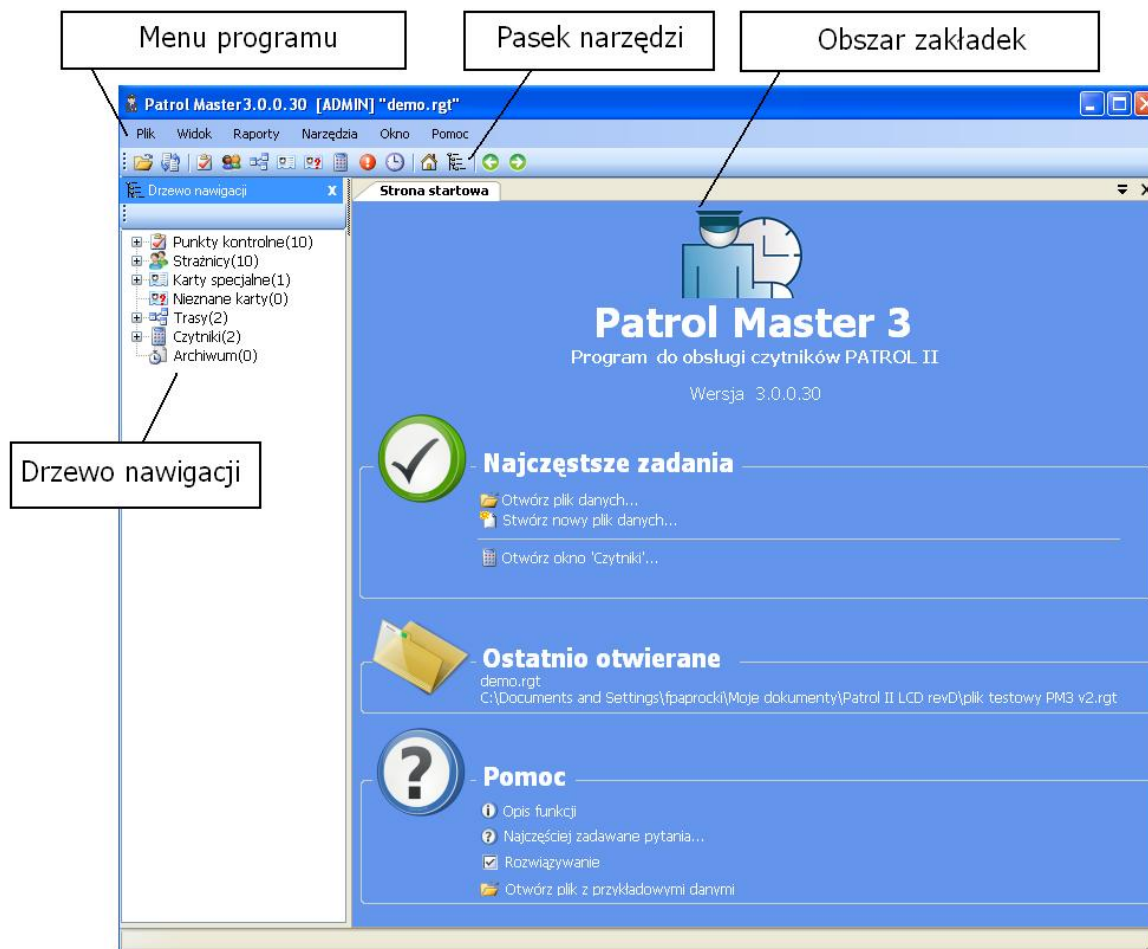 Menu programu
Pasek narzędzi
Obszar zakładek
Patrol Master3.0.0.30 [ADMIN] "demo.rgt"
Plik Widok Raporty Narzędzia Okno Pomoc
Drzewo nawigacji x
Strona startowa
Punkty kontrolne(10)
Strażnicy(10)
Karty specjalne(1)
Nieznane karty(0)
Trasy(2)
Czytniki(2)
Archiwum(0)
Drzewo nawigacji
Patrol Master 3
Program do obsługi czytników PATROL II
Wersja 3.0.0.30
Najczęstsze zadania
Otwórz plik danych...
Stwórz nowy plik danych...
Otwórz okno 'Czytniki'...
Ostatnio otwierane
demo.rgt
C:\Documents and Settings\fpaprocki\Moje dokumenty\Patrol II LCD revD\plik testowy PM3 v2.rgt
Pomoc
Opis funkcji
Najczęściej zadawane pytania...
Rozwiązywanie
Otwórz plik z przykładowymi danymi